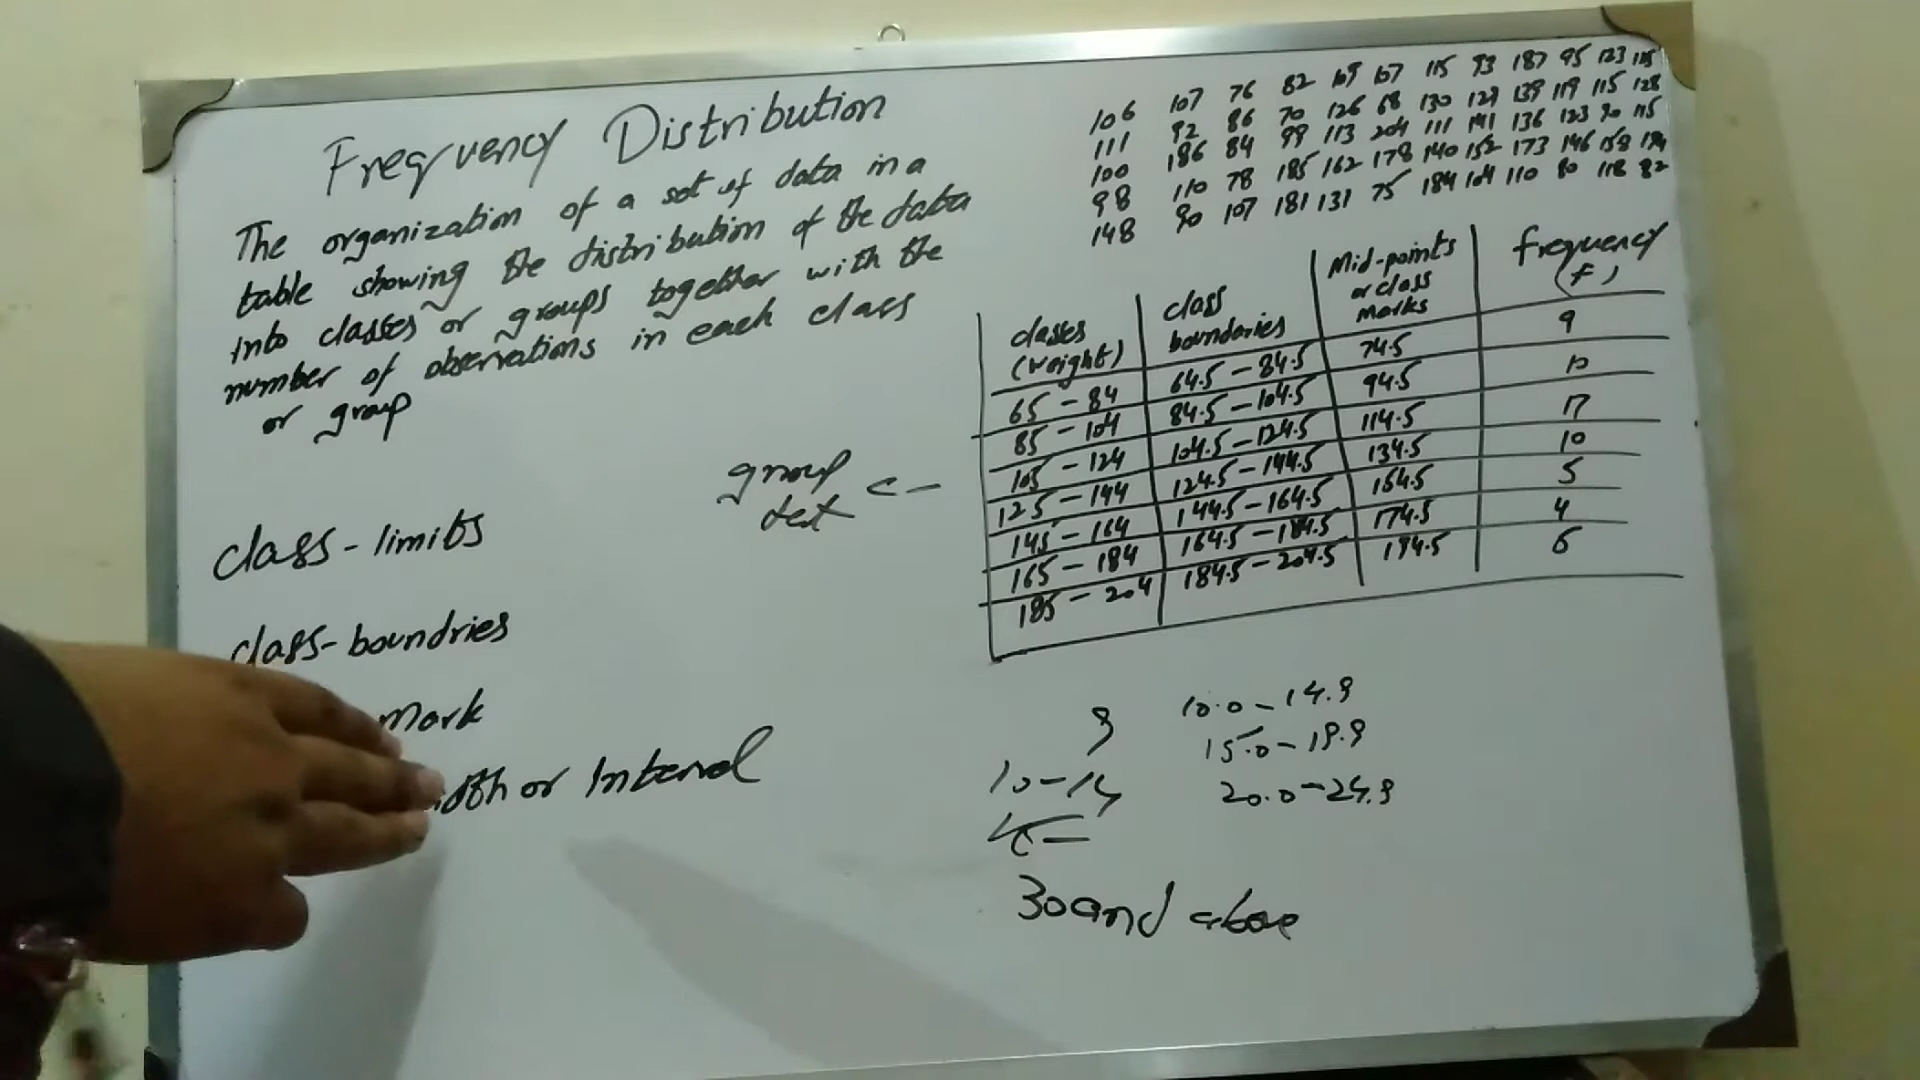 Frequency Distribution
The organization of a set of data in a
table showing the distribution of the data
into classes or groups together with the
number of observations in each class
or group
class-limits
class-boundries
Mark
or Interval
group
<-
106 107 76 82 109 107 115 93 187 95 123 125
111 92 86 70 126 68 130 129 139 119 115 128
100 186 84 99 113 204 111 141 136 123 90 115
98 110 78 185 162 178 140 152 173 146 158 194
148 90 107 181 131 75 184 104 110 80 118 82
classes (weight) | class boundaries | Mid-points or class marks | frequency (f)
65 - 84 | 64.5 - 84.5 | 74.5 | 9
85 - 104 | 84.5 - 104.5 | 94.5 | 10
105 - 124 | 104.5 - 124.5 | 114.5 | 17
125 - 144 | 124.5 - 144.5 | 134.5 | 10
145 - 164 | 144.5 - 164.5 | 154.5 | 5
165 - 184 | 164.5 - 184.5 | 174.5 | 4
185 - 204 | 184.5 - 204.5 | 194.5 | 5
9
10 - 14
10.0 - 14.9
15.0 - 19.9
20.0 - 24.9
30 and above